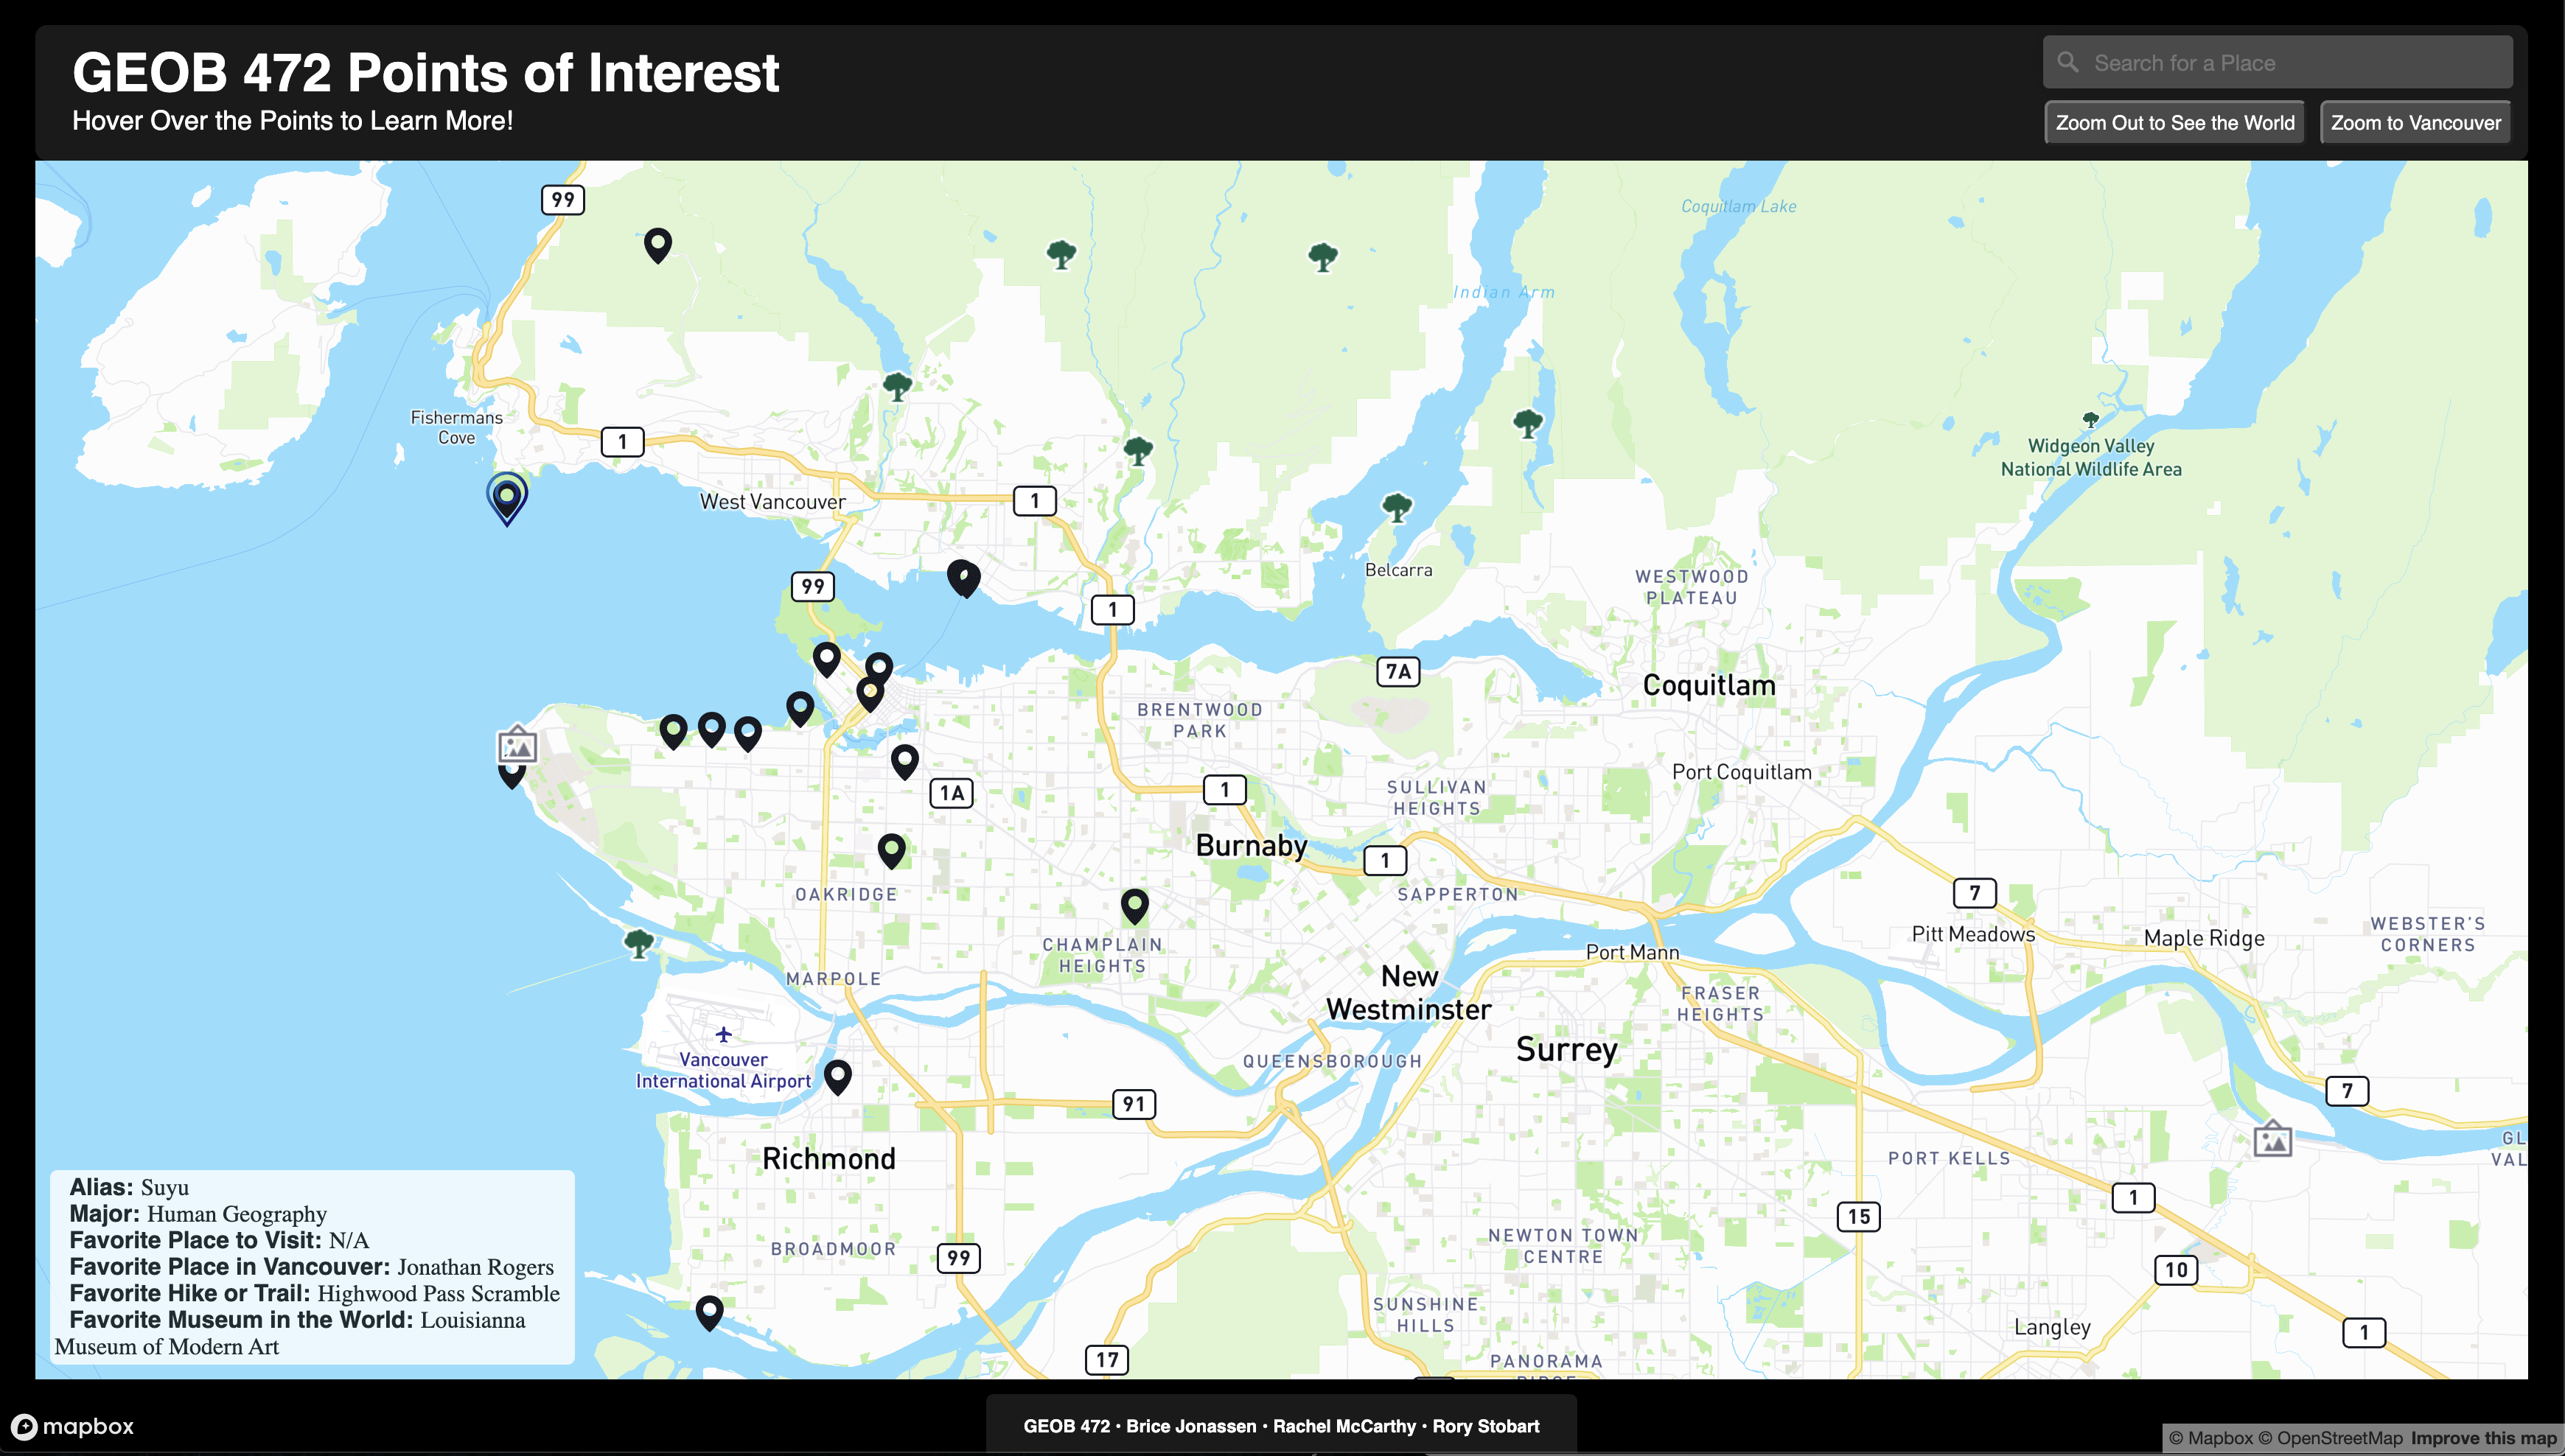 GEOB 472 Points of Interest
Hover Over the Points to Learn More!
Search for a Place
Zoom Out to See the World
Zoom to Vancouver
99
Coquitlam Lake
Indian Arm
Fishermans
Cove
1
Widgeon Valley
National Wildlife Area
West Vancouver
1
99
Belcarra
WESTWOOD
PLATEAU
1
7A
Coquitlam
BRENTWOOD
PARK
Port Coquitlam
1A
1
SULLIVAN
HEIGHTS
Burnaby
1
OAKRIDGE
SAPPERTON
7
CHAMPLAIN
HEIGHTS
Port Mann
Pitt Meadows
Maple Ridge
WEBSTER'S
CORNERS
MARPOLE
New
Westminster
FRASER
HEIGHTS
Vancouver
International Airport
QUEENSBOROUGH
Surrey
91
7
Richmond
PORT KELLS
GL
VAL
1
15
BROADMOOR
99
NEWTON TOWN
CENTRE
10
SUNSHINE
HILLS
Langley
1
17
PANORAMA
RIDGE
Alias: Suyu
Major: Human Geography
Favorite Place to Visit: N/A
Favorite Place in Vancouver: Jonathan Rogers
Favorite Hike or Trail: Highwood Pass Scramble
Favorite Museum in the World: Louisianna
Museum of Modern Art
mapbox
GEOB 472 • Brice Jonassen • Rachel McCarthy • Rory Stobart
© Mapbox © OpenStreetMap Improve this map